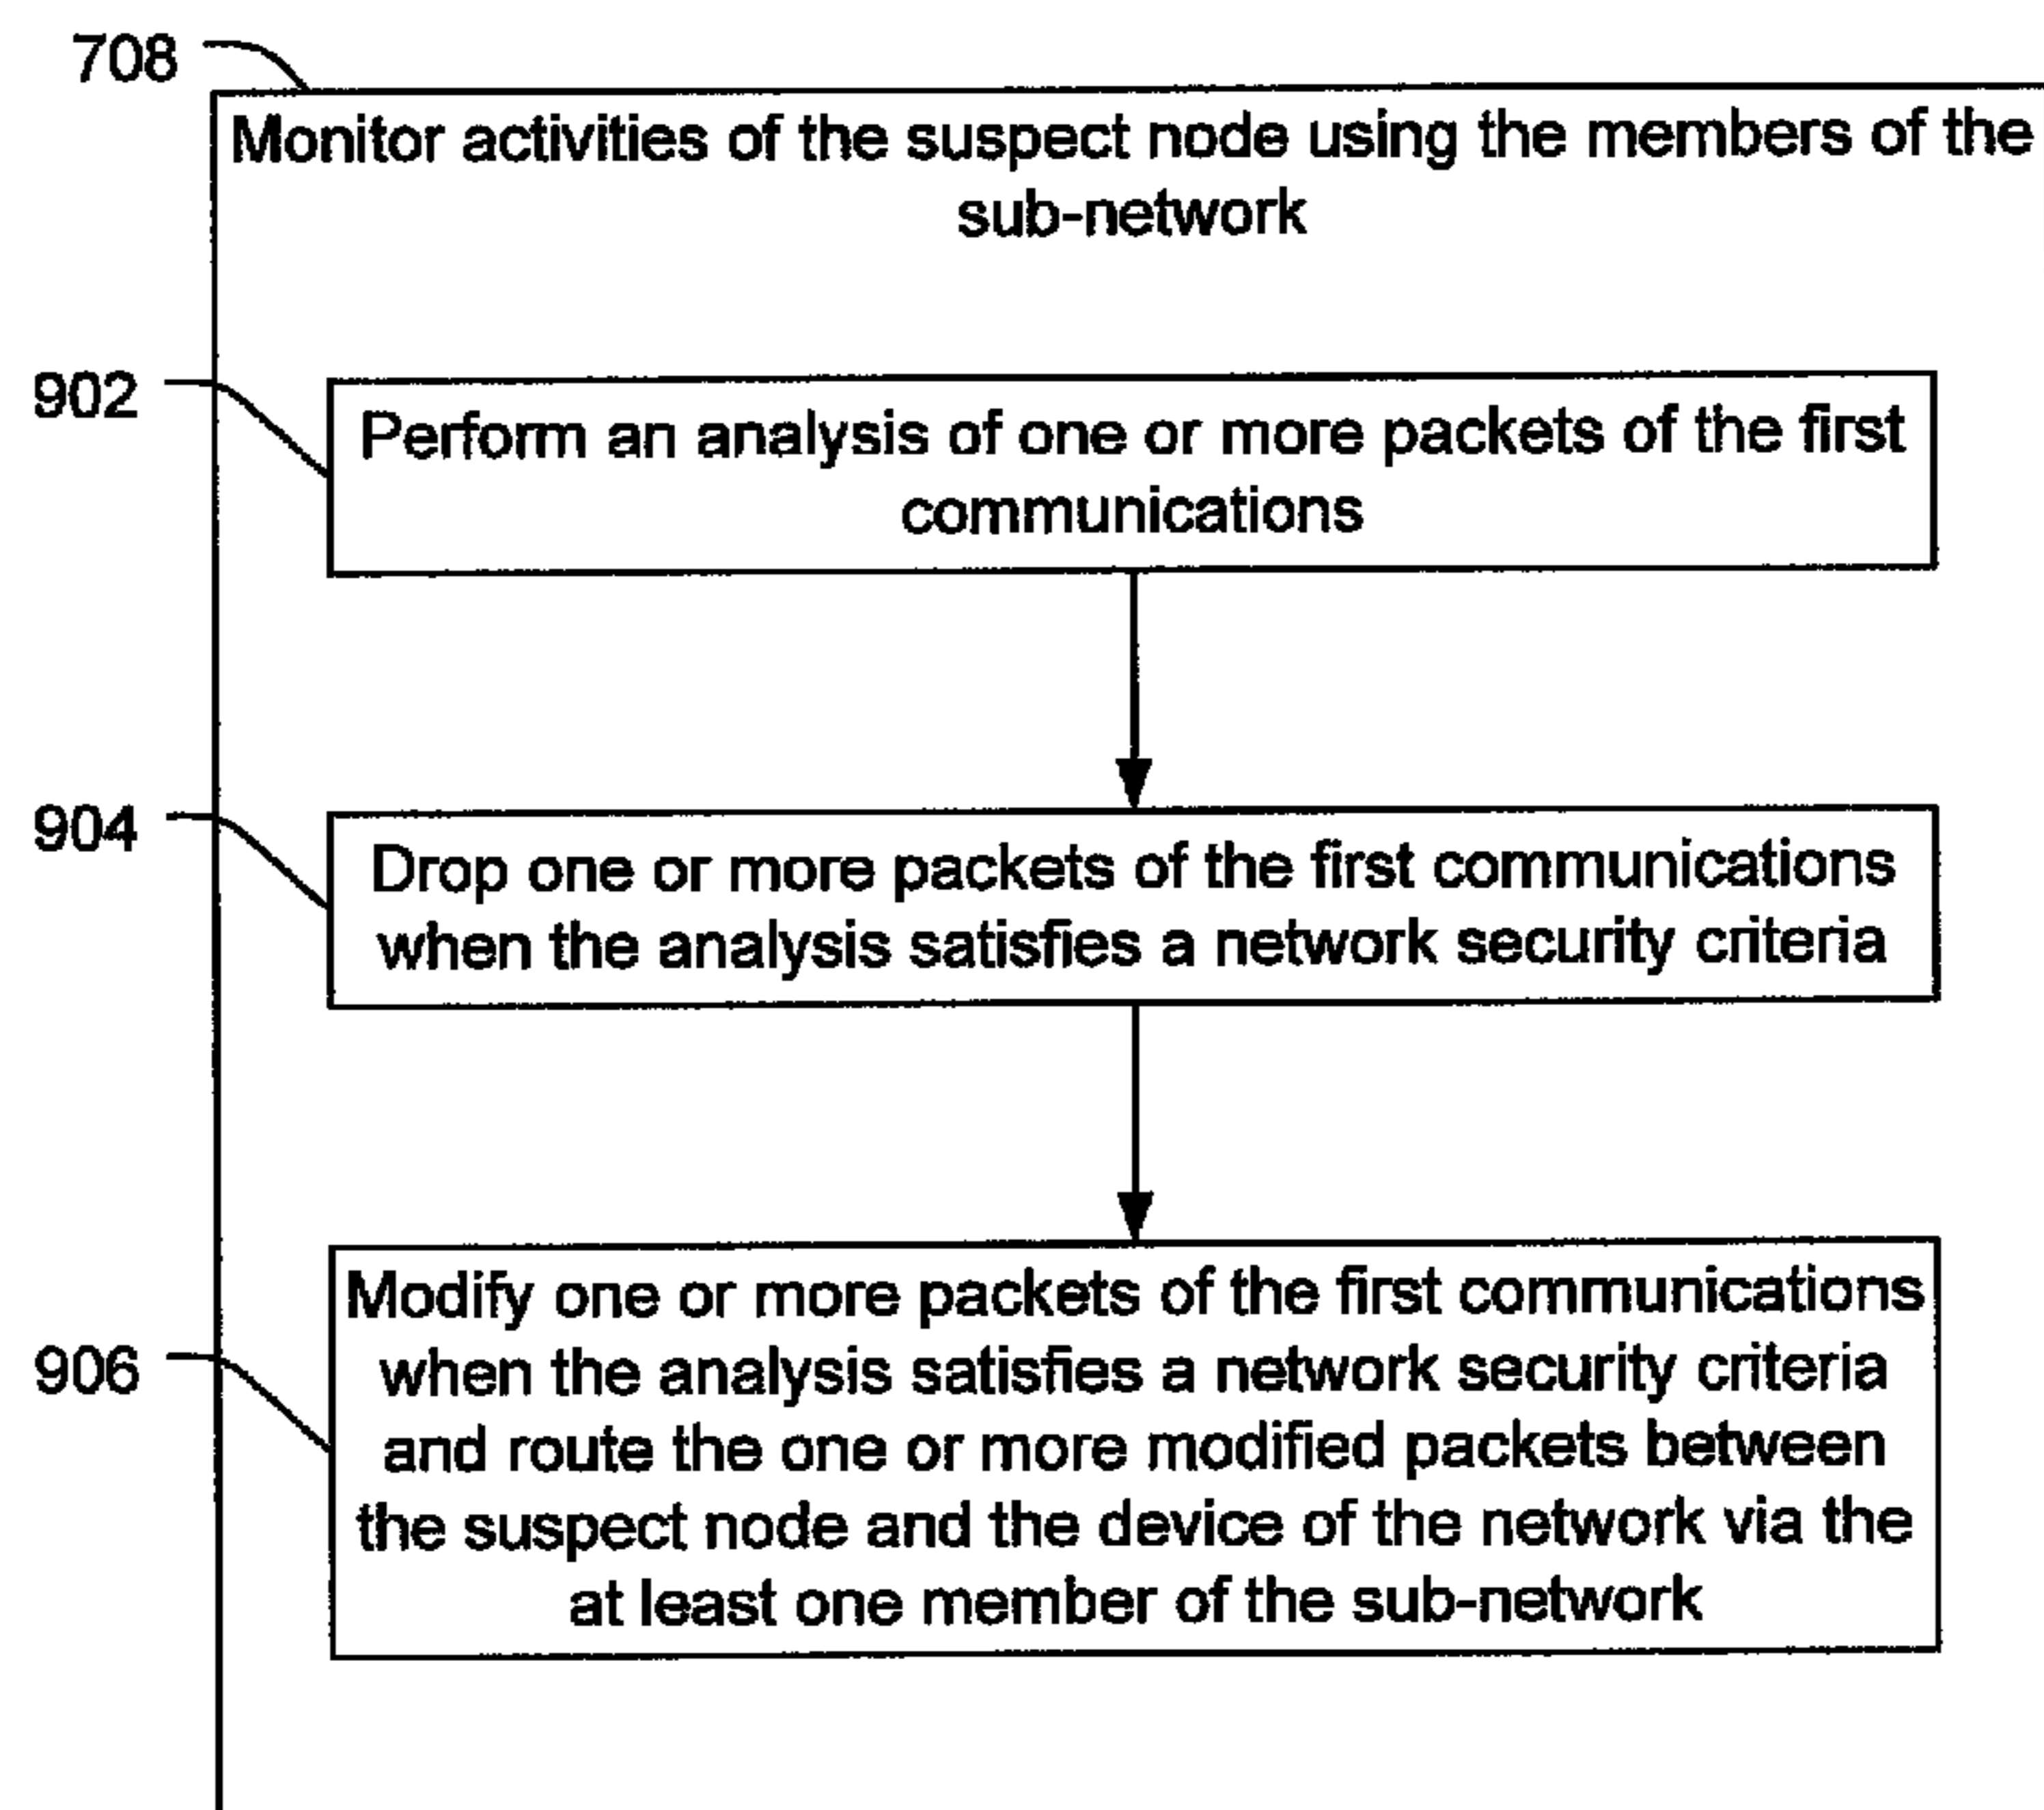 708
Monitor activities of the suspect node using the members of the
sub-network
902
Perform an analysis of one or more packets of the first
communications
904
Drop one or more packets of the first communications
when the analysis satisfies a network security criteria
906
Modify one or more packets of the first communications
when the analysis satisfies a network security criteria
and route the one or more modified packets between
the suspect node and the device of the network via the
at least one member of the sub-network